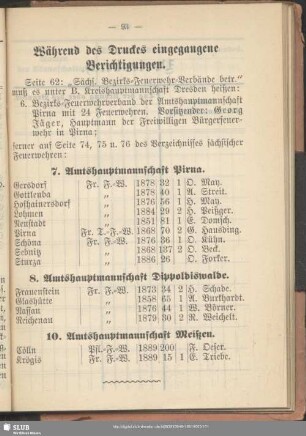 Während des Druckes eingegangene
Berichtigungen.
Seite 62: „Sächs. Bezirks-Feuerwehr-Verbände betr."
muß es unter B. Kreishauptmannschaft Dresden heißen:
6. Bezirks-Feuerwehrverband der Amtshauptmannschaft
Pirna mit 24 Feuerwehren. Vorsitzender: Georg
Jäger, Hauptmann der Freiwilligen Bürgerfeuer-
wehr in Pirna;
ferner auf Seite 74, 75 u. 76 des Verzeichnisses sächsischer
Feuerwehren:
7. Amtshauptmannschaft Pirna.
Gersdorf Fr. F.-W. 1878 32 1 O. May.
Gottleuba „ 1878 40 1 A. Streit.
Hosthainersdorf „ 1876 56 1 H. May.
Lohmen „ 1884 29 2 H. Beißger.
Neustadt „ 1851 81 1 E. Domsch.
Pirna Fr. T.-F.-W. 1868 70 2 G. Hausding.
Schöna Fr. F.-W. 1876 36 1 O. Kühn.
Sebnitz „ 1868 137 2 O. Beck.
Stürza „ 1886 26 1 O. Forker.
8. Amtshauptmannschaft Dippoldiswalde.
Frauenstein Fr. F.-W. 1873 34 2 H. Schade.
Glashütte „ 1858 65 1 A. Burkhardt.
Nassau „ 1876 44 1 W. Börner.
Reichenau „ 1879 30 2 R. Weichelt.
10. Amtshauptmannschaft Meißen.
Cölln Pfl.-F.-W. 1889 200 F. Oeser.
Krögis Fr. F.-W. 1889 15 1 E. Triebe.